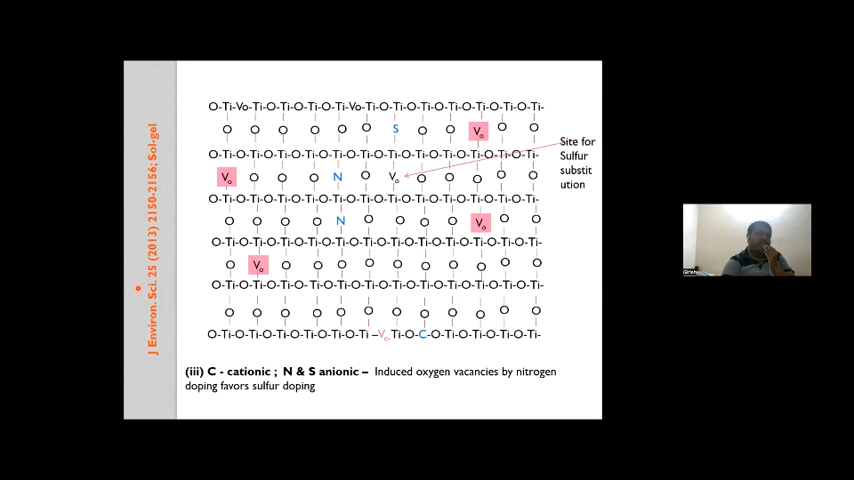 J Environ. Sci. 25 (2013) 2150-2156; Sol-gel
O-Ti-Vo-Ti-O-Ti-O-Ti-O-Ti-Vo-Ti-O-Ti-O-Ti-O-Ti-O-Ti-O-Ti-
O O O O O O S O O Vo O O
O-Ti-O-Ti-O-Ti-O-Ti-O-Ti-O-Ti-O-Ti-O-Ti-O-Ti-O-Ti-O-Ti-
Vo O O O N O Vo O O O O O
O-Ti-O-Ti-O-Ti-O-Ti-O-Ti-O-Ti-O-Ti-O-Ti-O-Ti-O-Ti-O-Ti-
O O O O N O O O O Vo O O
O-Ti-O-Ti-O-Ti-O-Ti-O-Ti-O-Ti-O-Ti-O-Ti-O-Ti-O-Ti-O-Ti-
O Vo O O O O O O O O O O
O-Ti-O-Ti-O-Ti-O-Ti-O-Ti-O-Ti-O-Ti-O-Ti-O-Ti-O-Ti-O-Ti-
O O O O O O O O O O O O
O-Ti-O-Ti-O-Ti-O-Ti-O-Ti-O-Ti –Vo- Ti-O-C-O-Ti-O-Ti-O-Ti-O-Ti-
Site for
Sulfur
substit
ution
(iii) C - cationic ; N & S anionic – Induced oxygen vacancies by nitrogen
doping favors sulfur doping
Girish